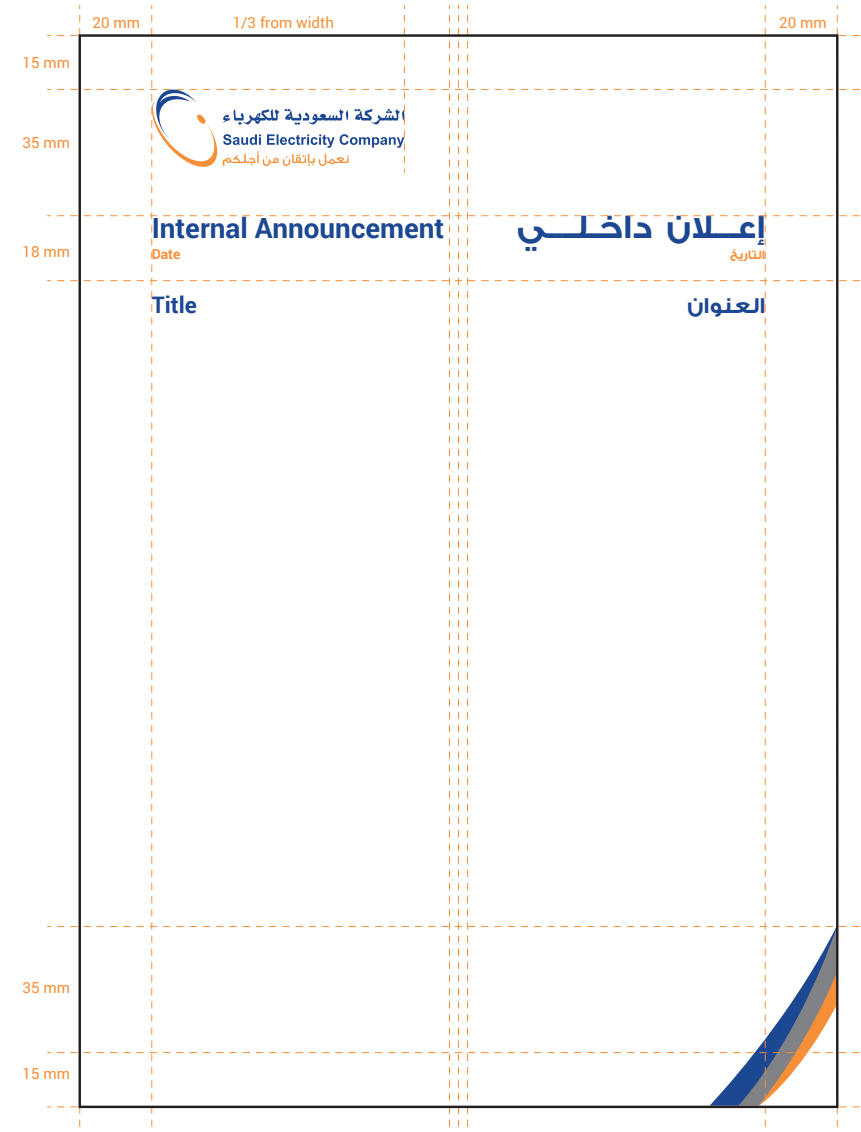 20 mm
1/3 from width
20 mm
15 mm
35 mm
الشركة السعودية للكهرباء
Saudi Electricity Company
نعمل بإتقان من أجلكم
18 mm
Internal Announcement
إعـــلان داخـلــــي
Date
التاريخ
Title
العنوان
35 mm
15 mm